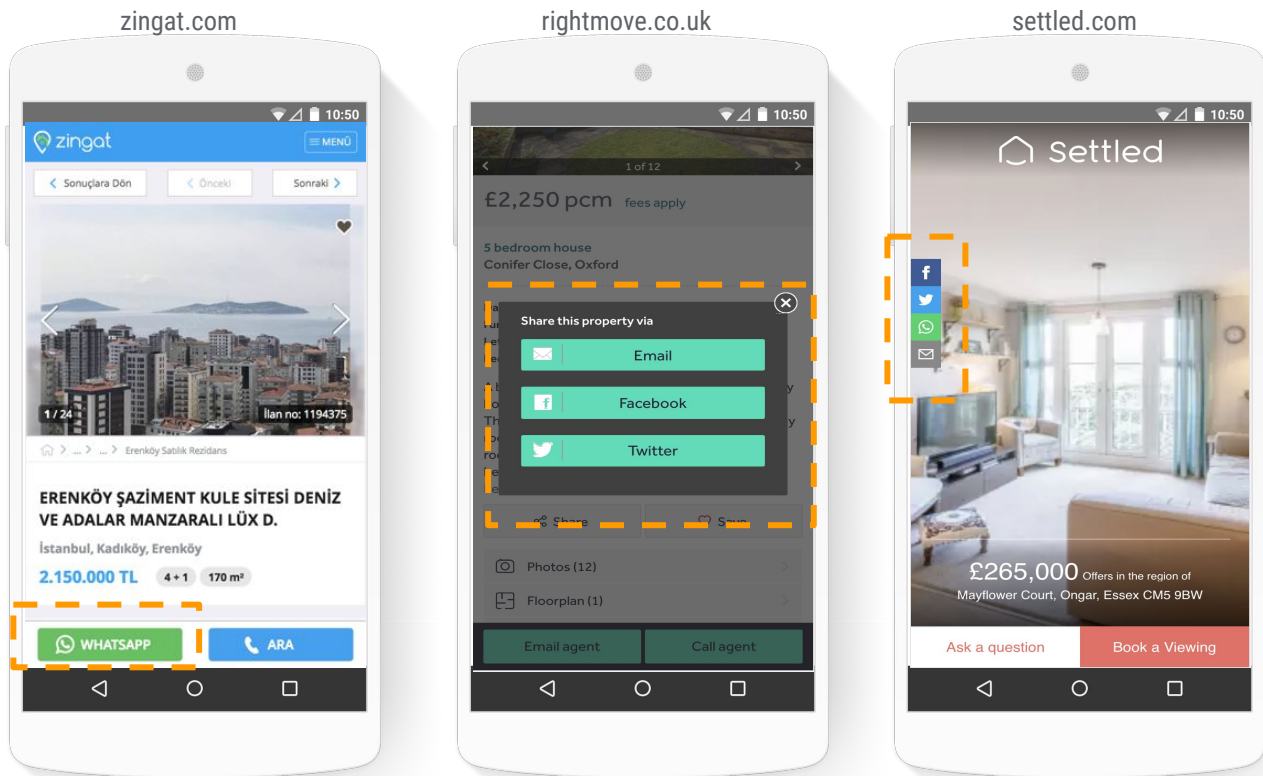 zingat.com
10:50
zingat
MENÜ
Sonuçlara Dön
Önceki
Sonraki
1 / 24
İlan no: 1194375
... > ... > Erenköy Satılık Rezidans
ERENKÖY ŞAZİMENT KULE SİTESİ DENİZ
VE ADALAR MANZARALI LÜX D.
İstanbul, Kadıköy, Erenköy
2.150.000 TL 4 + 1 170 m²
WHATSAPP
ARA
rightmove.co.uk
10:50
1 of 12
£2,250 pcm fees apply
5 bedroom house
Conifer Close, Oxford
Share this property via
Email
Facebook
Twitter
Share
Save
Photos (12)
Floorplan (1)
Email agent
Call agent
settled.com
10:50
Settled
£265,000 Offers in the region of
Mayflower Court, Ongar, Essex CM5 9BW
Ask a question
Book a Viewing